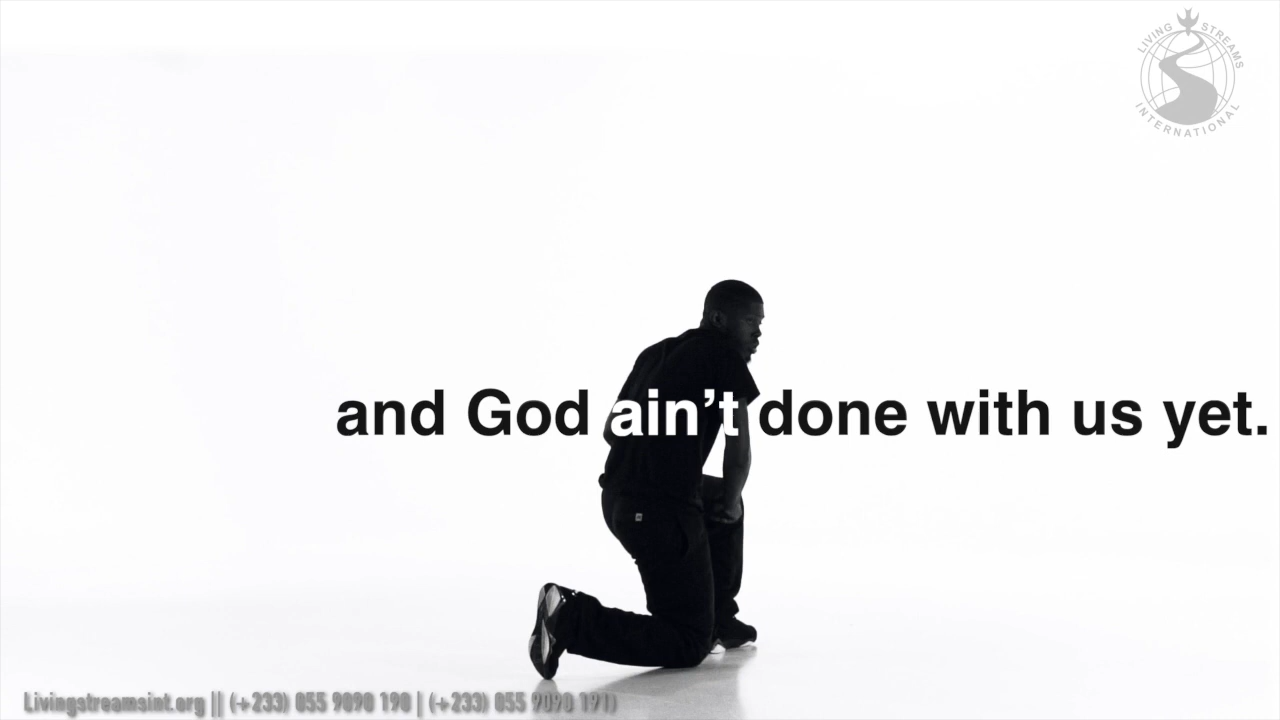 LIVING STREAMS
INTERNATIONAL
and God ain’t done with us yet.
Livingstreamsint.org || (+233) 055 9090 190 | (+233) 055 9090 191)